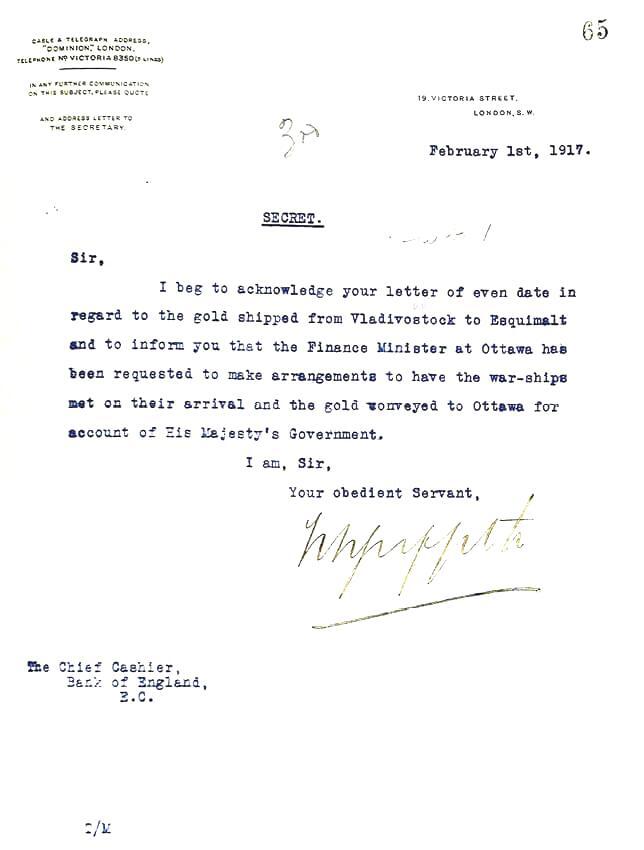 65
CABLE & TELEGRAPH ADDRESS,
"DOMINION," LONDON.
TELEPHONE Nº VICTORIA 8350 (7 LINES)
IN ANY FURTHER COMMUNICATION
ON THIS SUBJECT, PLEASE QUOTE
AND ADDRESS LETTER TO
THE SECRETARY.
19. VICTORIA STREET,
LONDON, S. W.
February 1st, 1917.
SECRET.
Sir,
I beg to acknowledge your letter of even date in
regard to the gold shipped from Vladivostock to Esquimalt
and to inform you that the Finance Minister at Ottawa has
been requested to make arrangements to have the war-ships
met on their arrival and the gold conveyed to Ottawa for
account of His Majesty's Government.
I am, Sir,
Your obedient Servant,
The Chief Cashier,
Bank of England,
E.C.